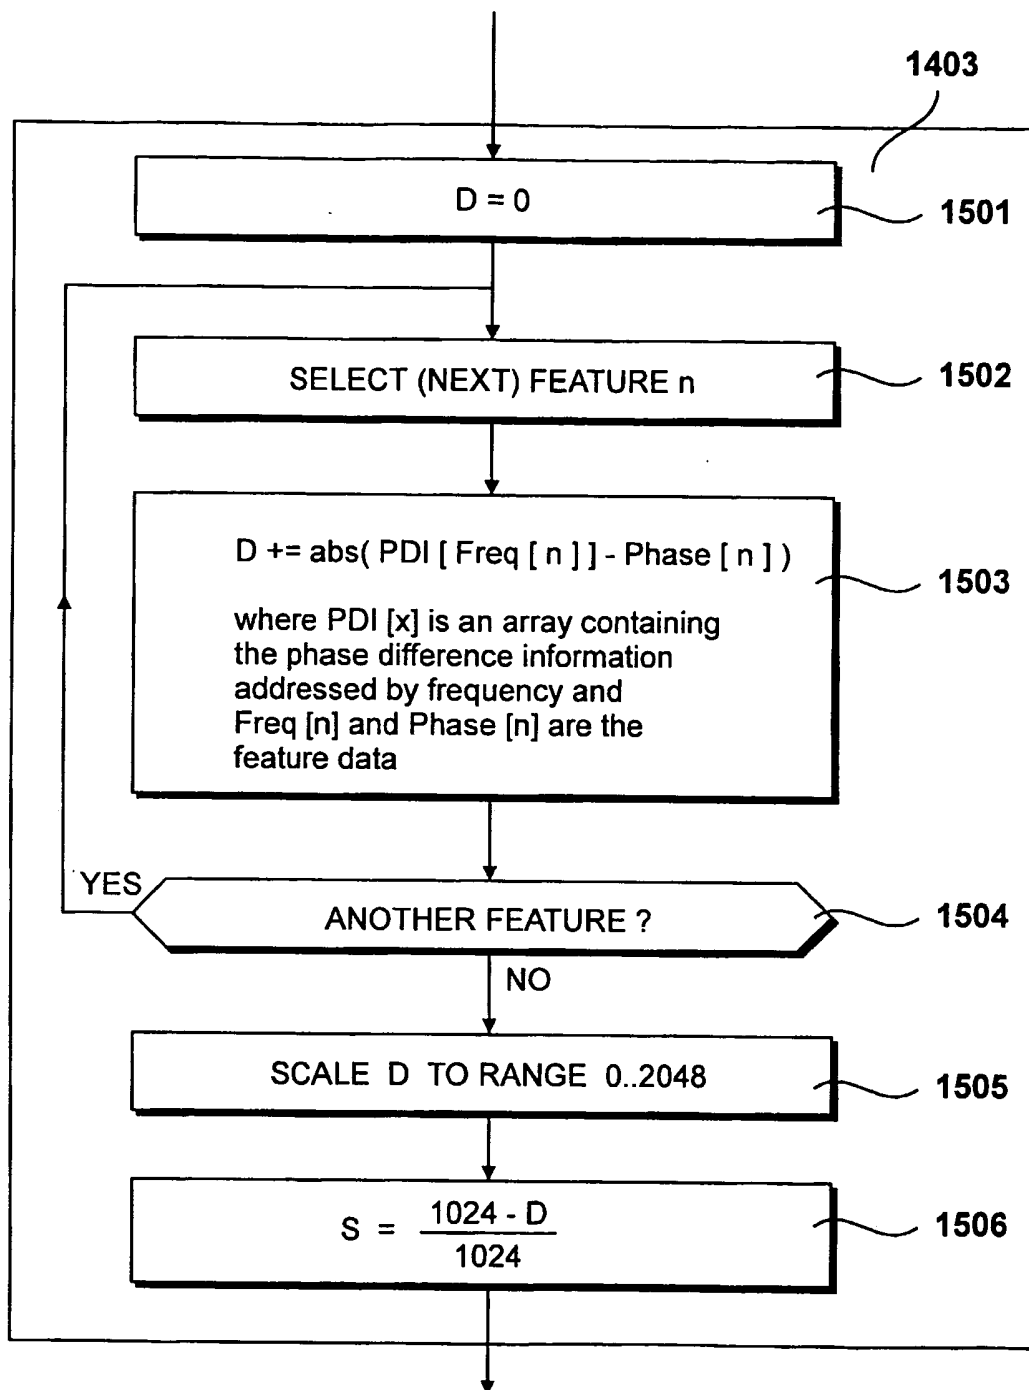 1403
D = 0
1501
SELECT (NEXT) FEATURE n
1502
D += abs( PDI [ Freq [ n ] ] - Phase [ n ] )
where PDI [x] is an array containing
the phase difference information
addressed by frequency and
Freq [n] and Phase [n] are the
feature data
1503
YES
ANOTHER FEATURE ?
1504
NO
SCALE D TO RANGE 0..2048
1505
S = 1024 - D
1024
1506